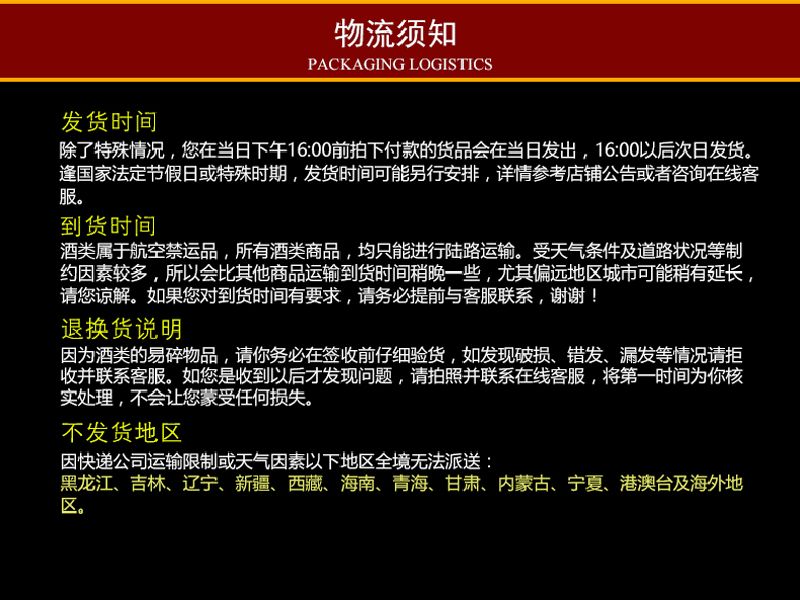 物流须知
PACKAGING LOGISTICS
发货时间
除了特殊情况，您在当日下午16:00前拍下付款的货品会在当日发出，16:00以后次日发货。
逢国家法定节假日或特殊时期，发货时间可能另行安排，详情参考店铺公告或者咨询在线客
服。
到货时间
酒类属于航空禁运品，所有酒类商品，均只能进行陆路运输。受天气条件及道路状况等制
约因素较多，所以会比其他商品运输到货时间稍晚一些，尤其偏远地区城市可能稍有延长，
请您谅解。如果您对到货时间有要求，请务必提前与客服联系，谢谢！
退换货说明
因为酒类的易碎物品，请你务必在签收前仔细验货，如发现破损、错发、漏发等情况请拒
收并联系客服。如您是收到以后才发现问题，请拍照并联系在线客服，将第一时间为你核
实处理，不会让您蒙受任何损失。
不发货地区
因快递公司运输限制或天气因素以下地区全境无法派送：
黑龙江、吉林、辽宁、新疆、西藏、海南、青海、甘肃、内蒙古、宁夏、港澳台及海外地
区。